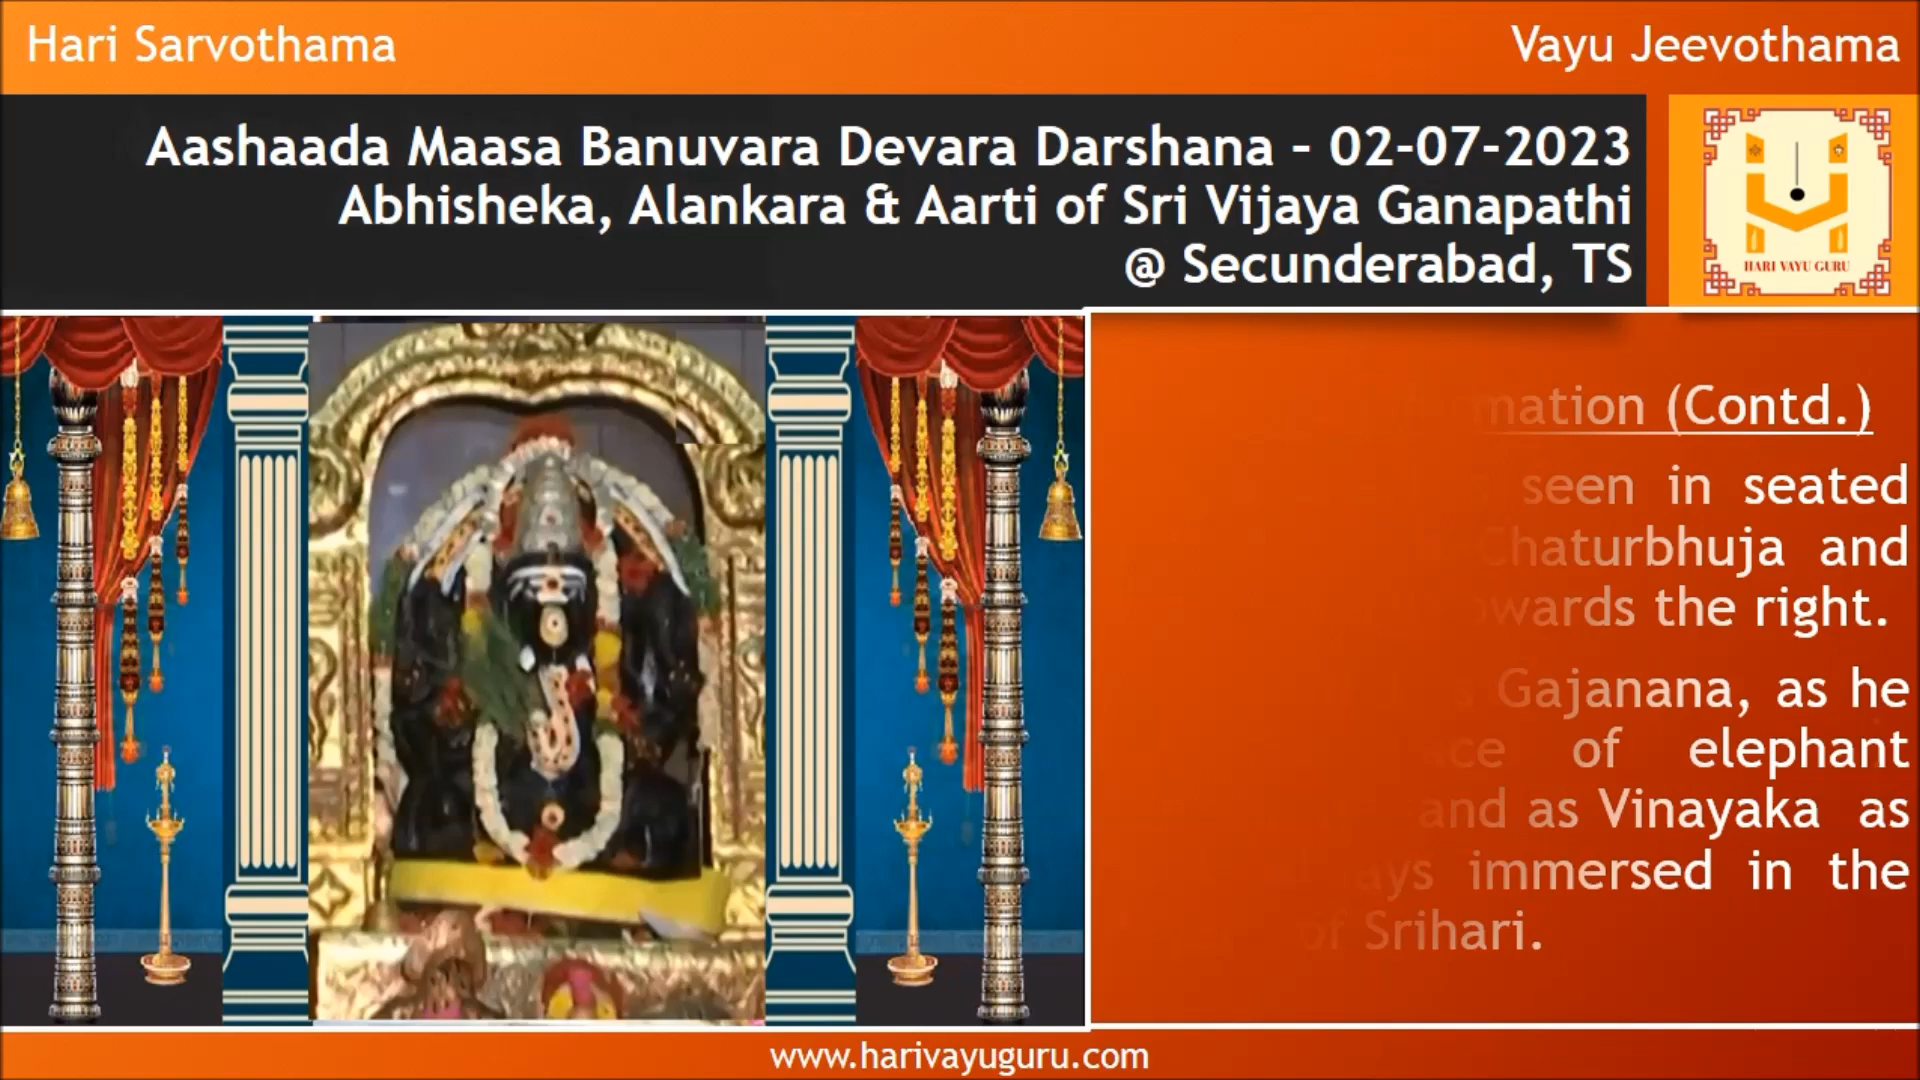 Hari Sarvothama
Vayu Jeevothama
Aashaada Maasa Banuvara Devara Darshana – 02-07-2023
Abhisheka, Alankara & Aarti of Sri Vijaya Ganapathi
@ Secunderabad, TS
HARI VAYU GURU
(Contd.)
seen in seated
Chaturbhuja and
the right.
Gajanana, as he
of elephant
and as Vinayaka as
immersed in the
of Srihari.
www.harivayuguru.com